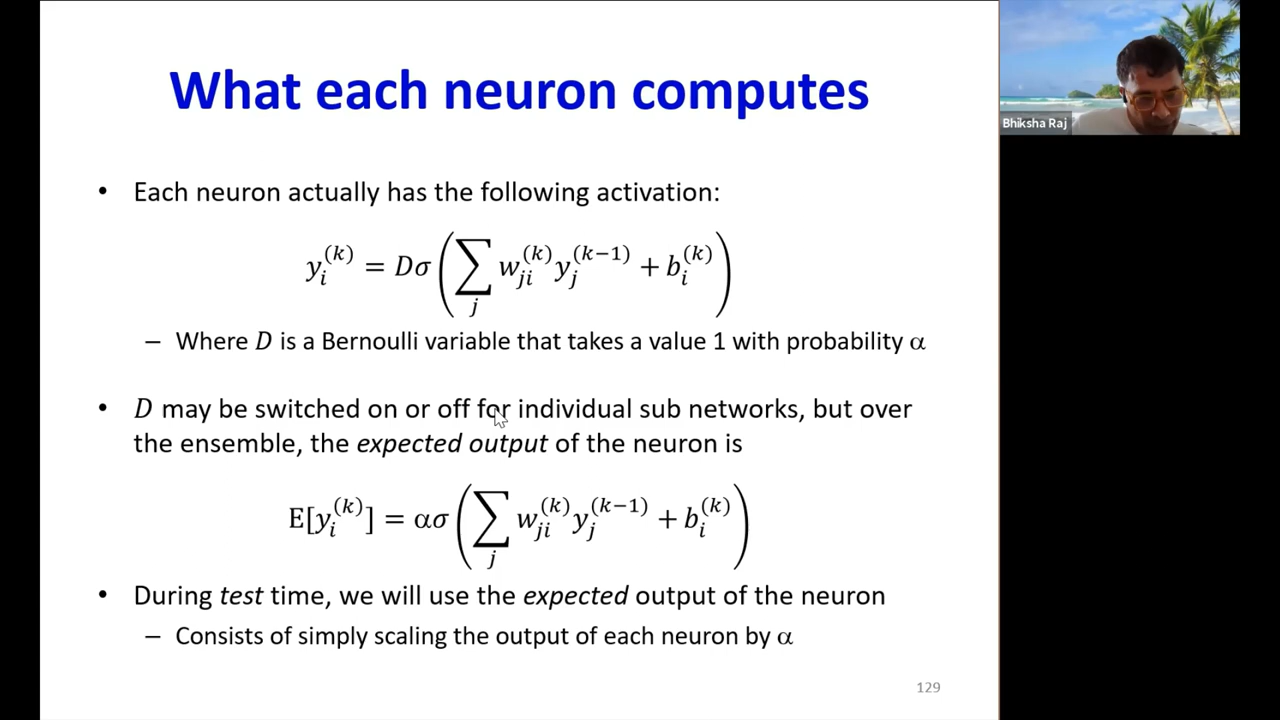 What each neuron computes
Bhiksha Raj
• Each neuron actually has the following activation:
y_i^{(k)} = Dσ(∑_j w_{ji}^{(k)} y_j^{(k−1)} + b_i^{(k)})
– Where D is a Bernoulli variable that takes a value 1 with probability α
• D may be switched on or off for individual sub networks, but over
the ensemble, the expected output of the neuron is
E[y_i^{(k)}] = ασ(∑_j w_{ji}^{(k)} y_j^{(k−1)} + b_i^{(k)})
• During test time, we will use the expected output of the neuron
– Consists of simply scaling the output of each neuron by α
129